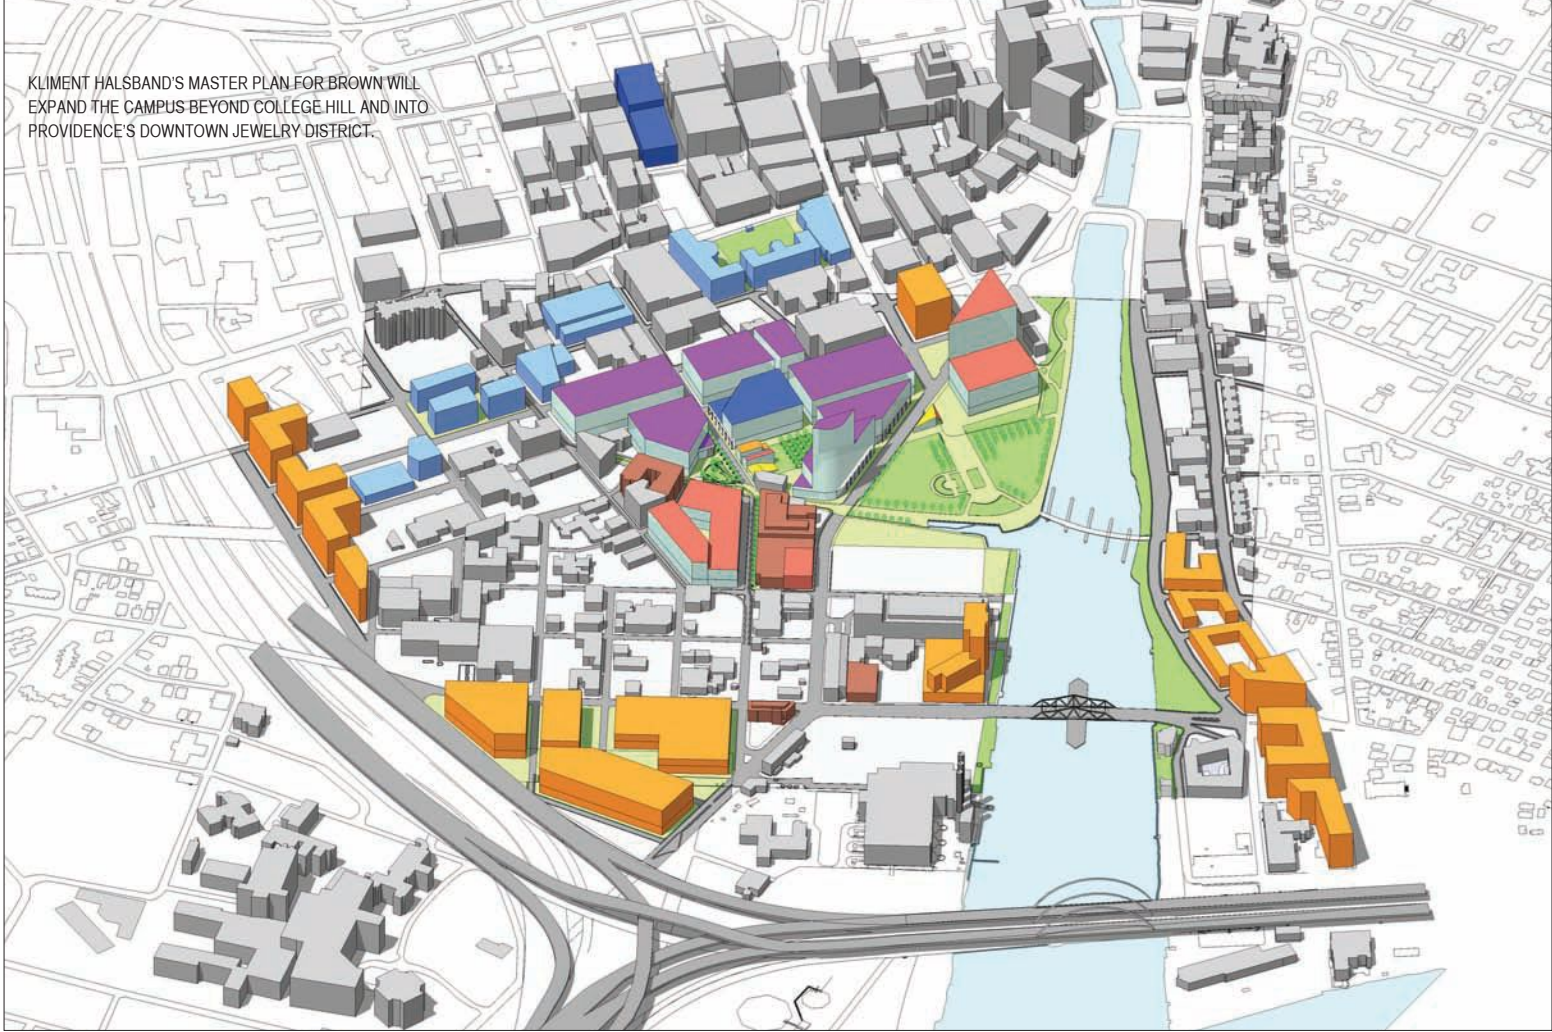 KLIMENT HALSBAND'S MASTER PLAN FOR BROWN WILL
EXPAND THE CAMPUS BEYOND COLLEGE HILL AND INTO
PROVIDENCE'S DOWNTOWN JEWELRY DISTRICT.